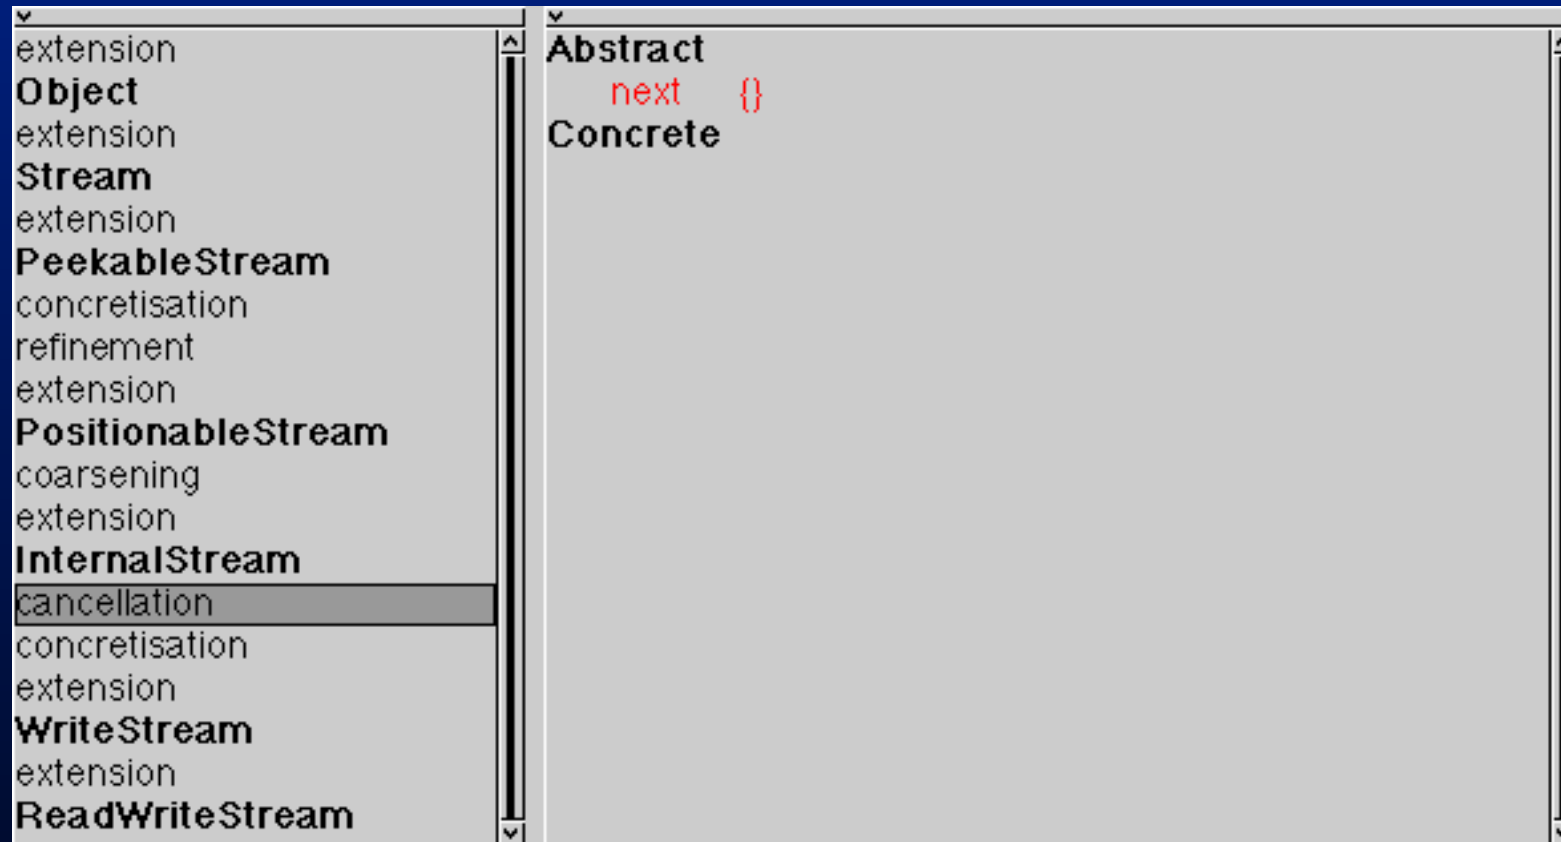 extension
Object
extension
Stream
extension
PeekableStream
concretisation
refinement
extension
PositionableStream
coarsening
extension
InternalStream
cancellation
concretisation
extension
WriteStream
extension
ReadWriteStream
Abstract
next {}
Concrete